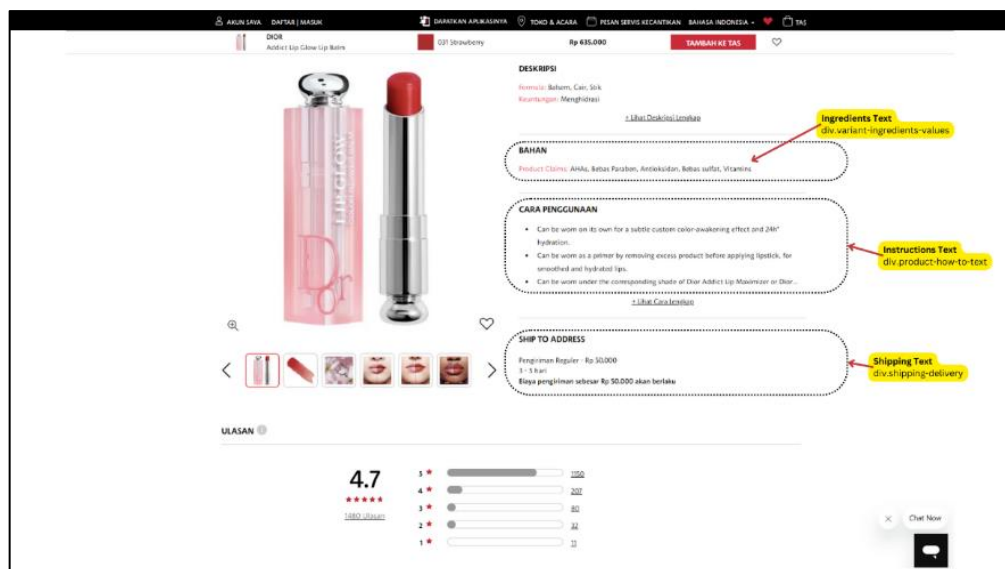 AKUN SAYA DAFTAR | MASUK DAPATKAN APLIKASINYA TOKO & ACARA PESAN SERVIS KECANTIKAN BAHASA INDONESIA TAS
DIOR
Addict Lip Glow Lip Balm 031 Strawberry Rp 635.000 TAMBAH KE TAS
DESKRIPSI
Formula: Bahem, Cair, Stik
Keuntungan: Menghidrasi
+ Lihat Deskripsi Lengkap
Ingredients Text
div.variant-ingredients-values
BAHAN
Product Claims: AHAs, Bebas Paraben, Antioksidan, Bebas sulfat, Vitamins
CARA PENGGUNAAN
Can be worn on its own for a subtle custom color-awakening effect and 24h*
hydration.
Can be worn as a primer by removing excess product before applying lipstick, for
smoothed and hydrated lips.
Can be worn under the corresponding shade of Dior Addict Lip Maximizer or Dior...
+ Lihat Cara Lengkap
Instructions Text
div.product-how-to-text
SHIP TO ADDRESS
Pengiriman Reguler - Rp 50.000
3 - 5 hari
Biaya pengiriman sebesar Rp 50.000 akan berlaku
Shipping Text
div.shipping-delivery
DIORGLOW
Dior
ULASAN
4.7
1480 Ulasan
5 1150
4 207
3 80
2 32
1 11
Chat Now